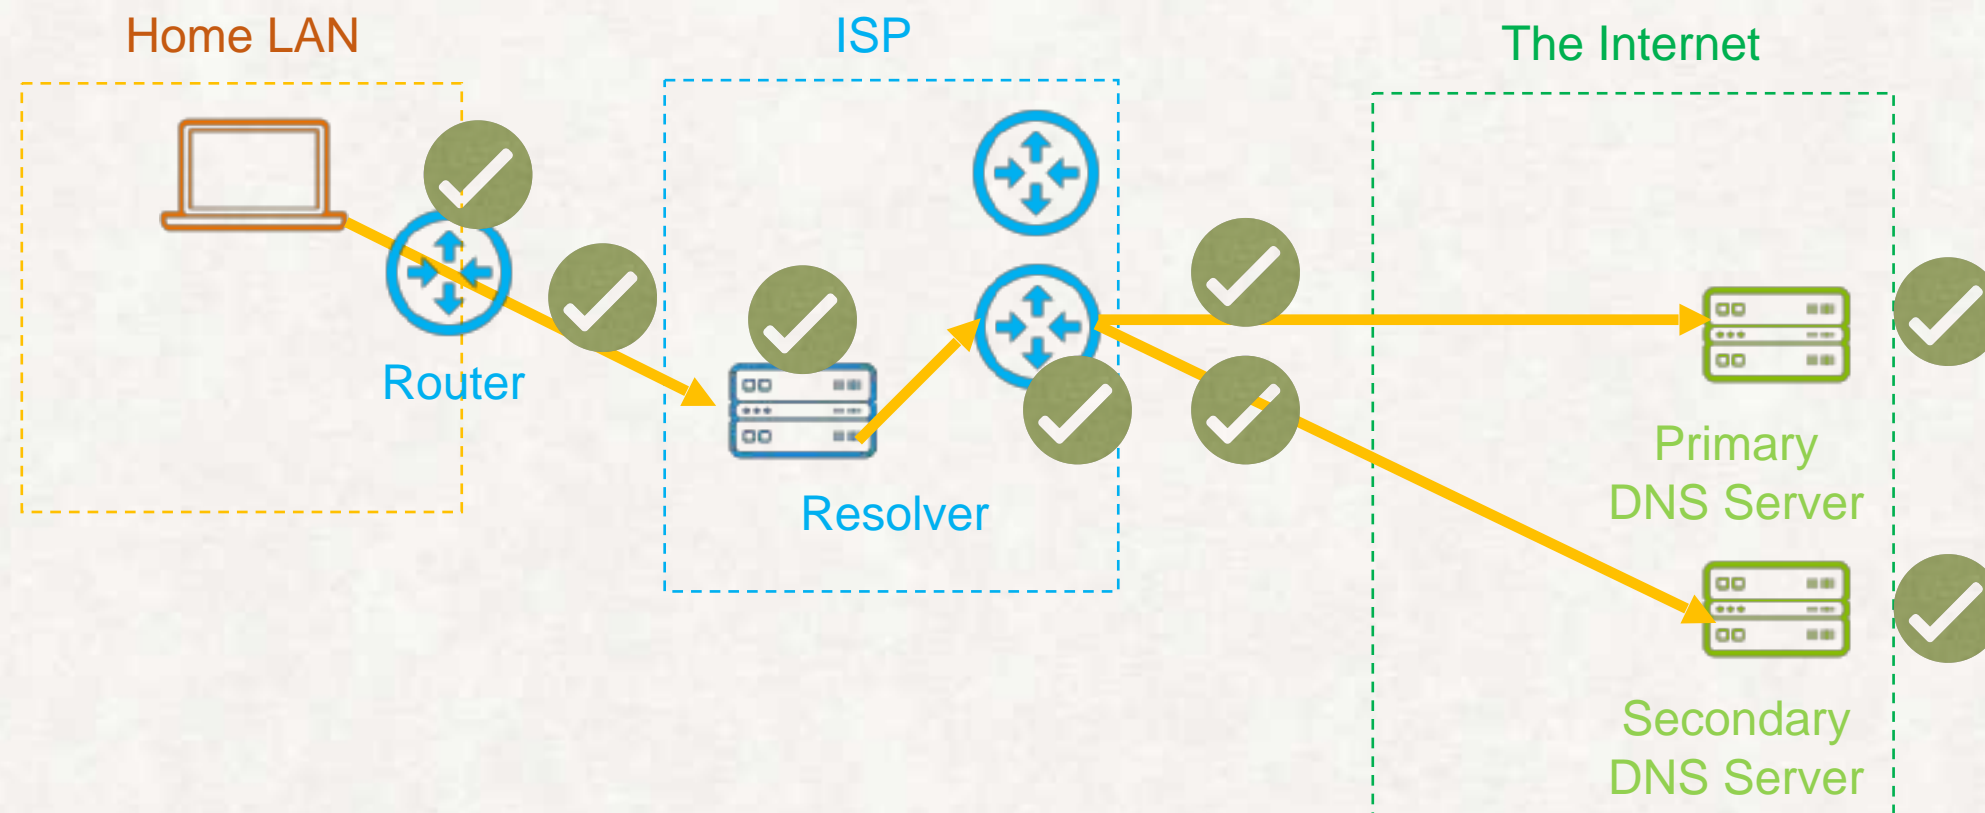 Home LAN
ISP
The Internet
Router
Resolver
Primary
DNS Server
Secondary
DNS Server